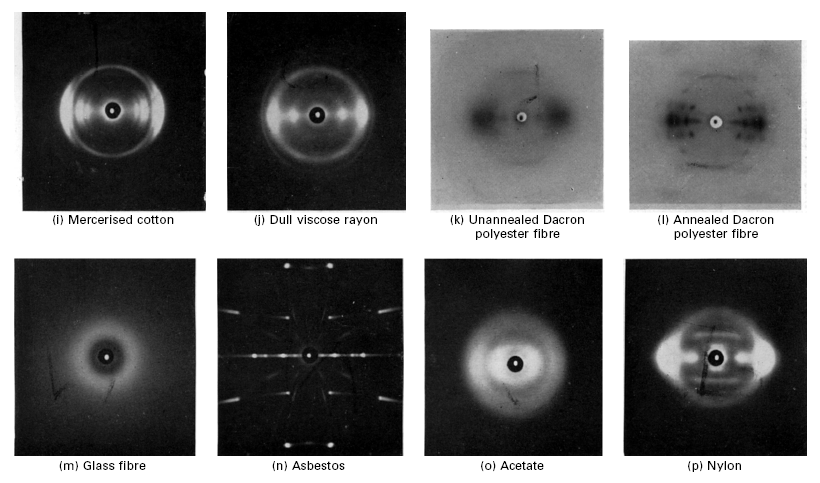 (i) Mercerised cotton
(j) Dull viscose rayon
(k) Unannealed Dacron
polyester fibre
(l) Annealed Dacron
polyester fibre
(m) Glass fibre
(n) Asbestos
(o) Acetate
(p) Nylon